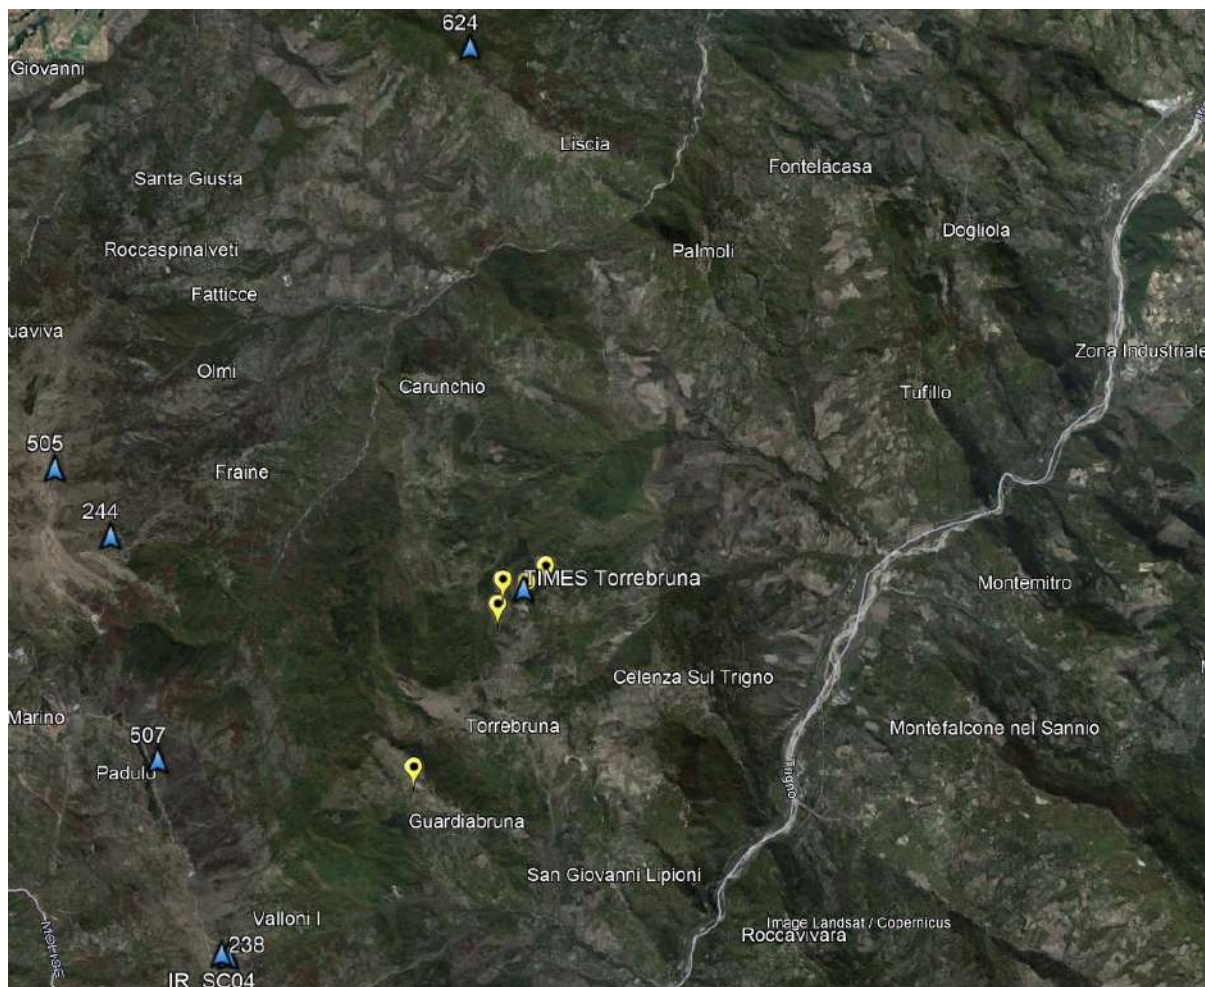 624
Giovanni
Liscia
Fontelacasa
Santa Giusta
Dogliola
Roccaspinalveti
Palmoli
Fatticce
uaviva
Zona Industriale
Olmi
Carunchio
Tufillo
505
Fraine
244
TIMES Torrebruna
Montemitro
Celenza Sul Trigno
Marino
Torrebruna
Montefalcone nel Sannio
507
Padulo
Trigno
Guardiabruna
San Giovanni Lipioni
Valloni I
Image Landsat / Copernicus
Roccavivara
238
MOLISE
IR_SC04